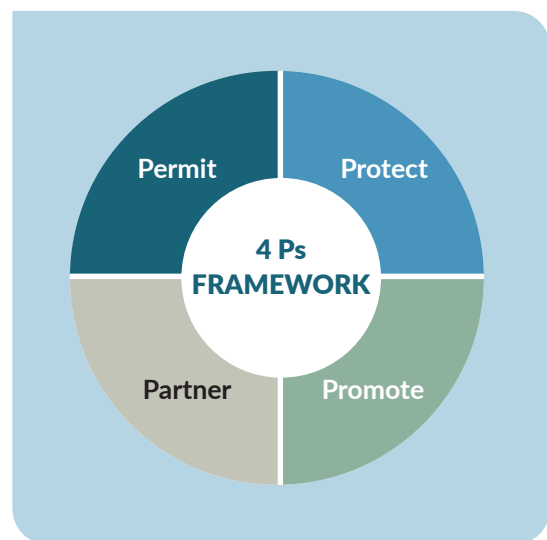 Permit
Protect
4 Ps
FRAMEWORK
Partner
Promote